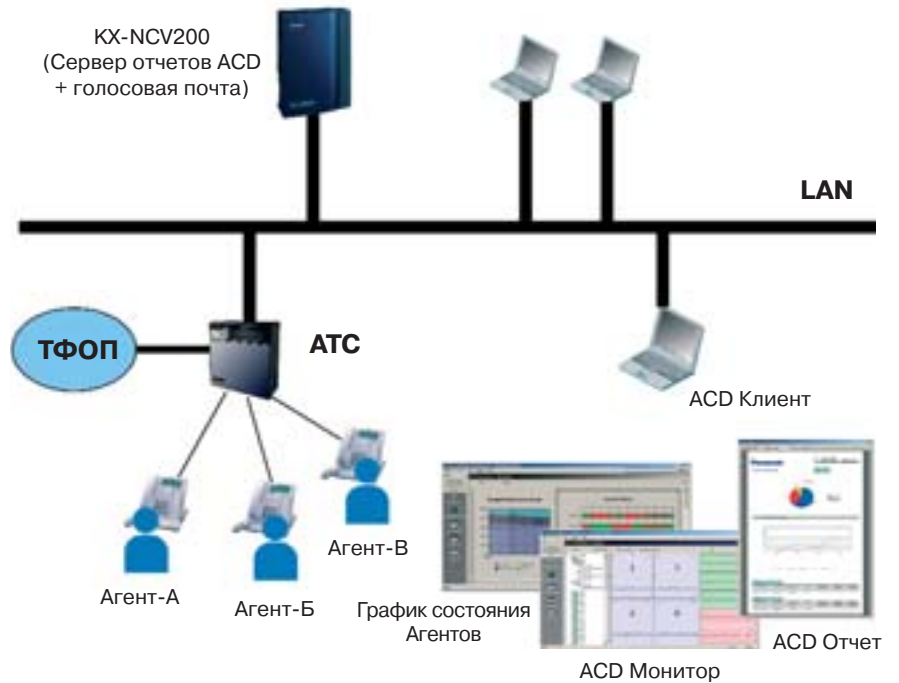 KX-NCV200
(Сервер отчетов ACD
+ голосовая почта)
LAN
ТФОП
АТС
ACD Клиент
Агент-А
Агент-Б
Агент-В
График состояния
Агентов
ACD Монитор
ACD Отчет